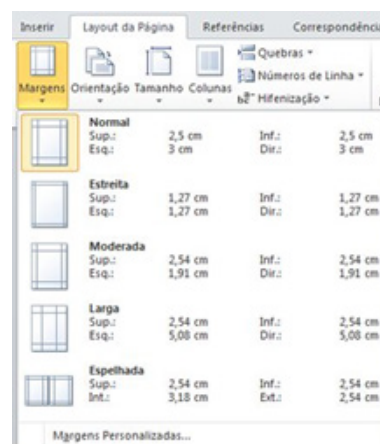 Inserir Layout da Página Referências Correspondência
Quebras
Números de Linha
Margens Orientação Tamanho Colunas
Hifenização
Normal
Sup.: 2,5 cm Inf.: 2,5 cm
Esq.: 3 cm Dir.: 3 cm
Estreita
Sup.: 1,27 cm Inf.: 1,27 cm
Esq.: 1,27 cm Dir.: 1,27 cm
Moderada
Sup.: 2,54 cm Inf.: 2,54 cm
Esq.: 1,91 cm Dir.: 1,91 cm
Larga
Sup.: 2,54 cm Inf.: 2,54 cm
Esq.: 5,08 cm Dir.: 5,08 cm
Espelhada
Sup.: 2,54 cm Inf.: 2,54 cm
Int.: 3,18 cm Ext.: 2,54 cm
Margens Personalizadas...